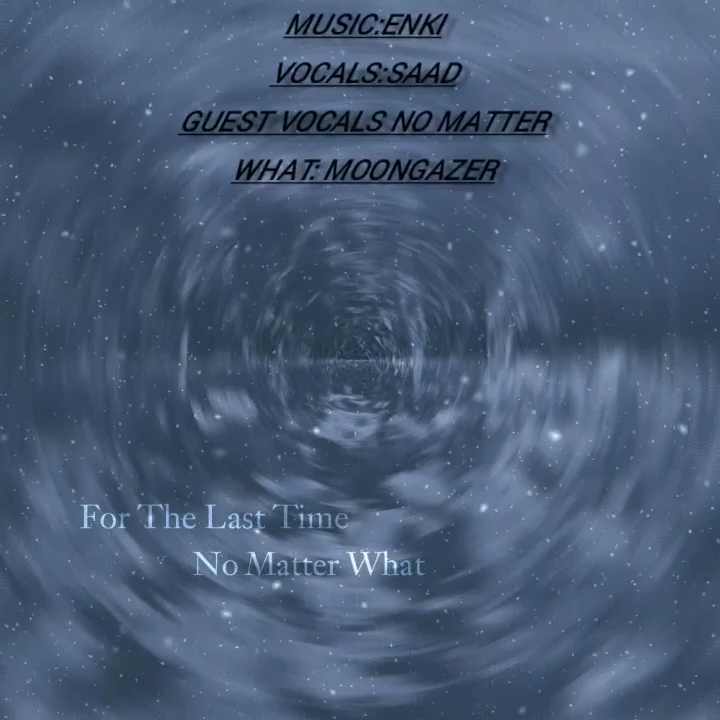 MUSIC:ENKI
VOCALS:SAAD
GUEST VOCALS NO MATTER
WHAT: MOONGAZER
For The Last Time
No Matter What